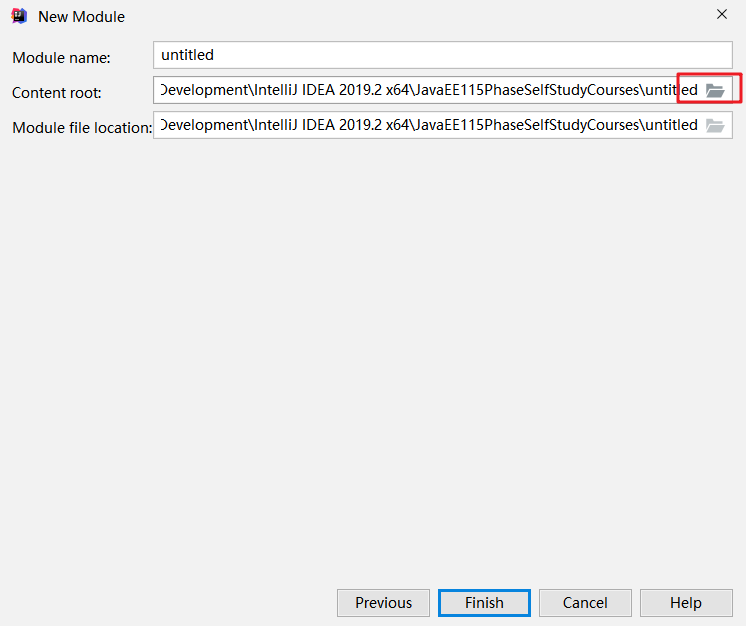 New Module
Module name: untitled
Content root: Development\IntelliJ IDEA 2019.2 x64\JavaEE115PhaseSelfStudyCourses\untitled
Module file location: Development\IntelliJ IDEA 2019.2 x64\JavaEE115PhaseSelfStudyCourses\untitled
Previous Finish Cancel Help